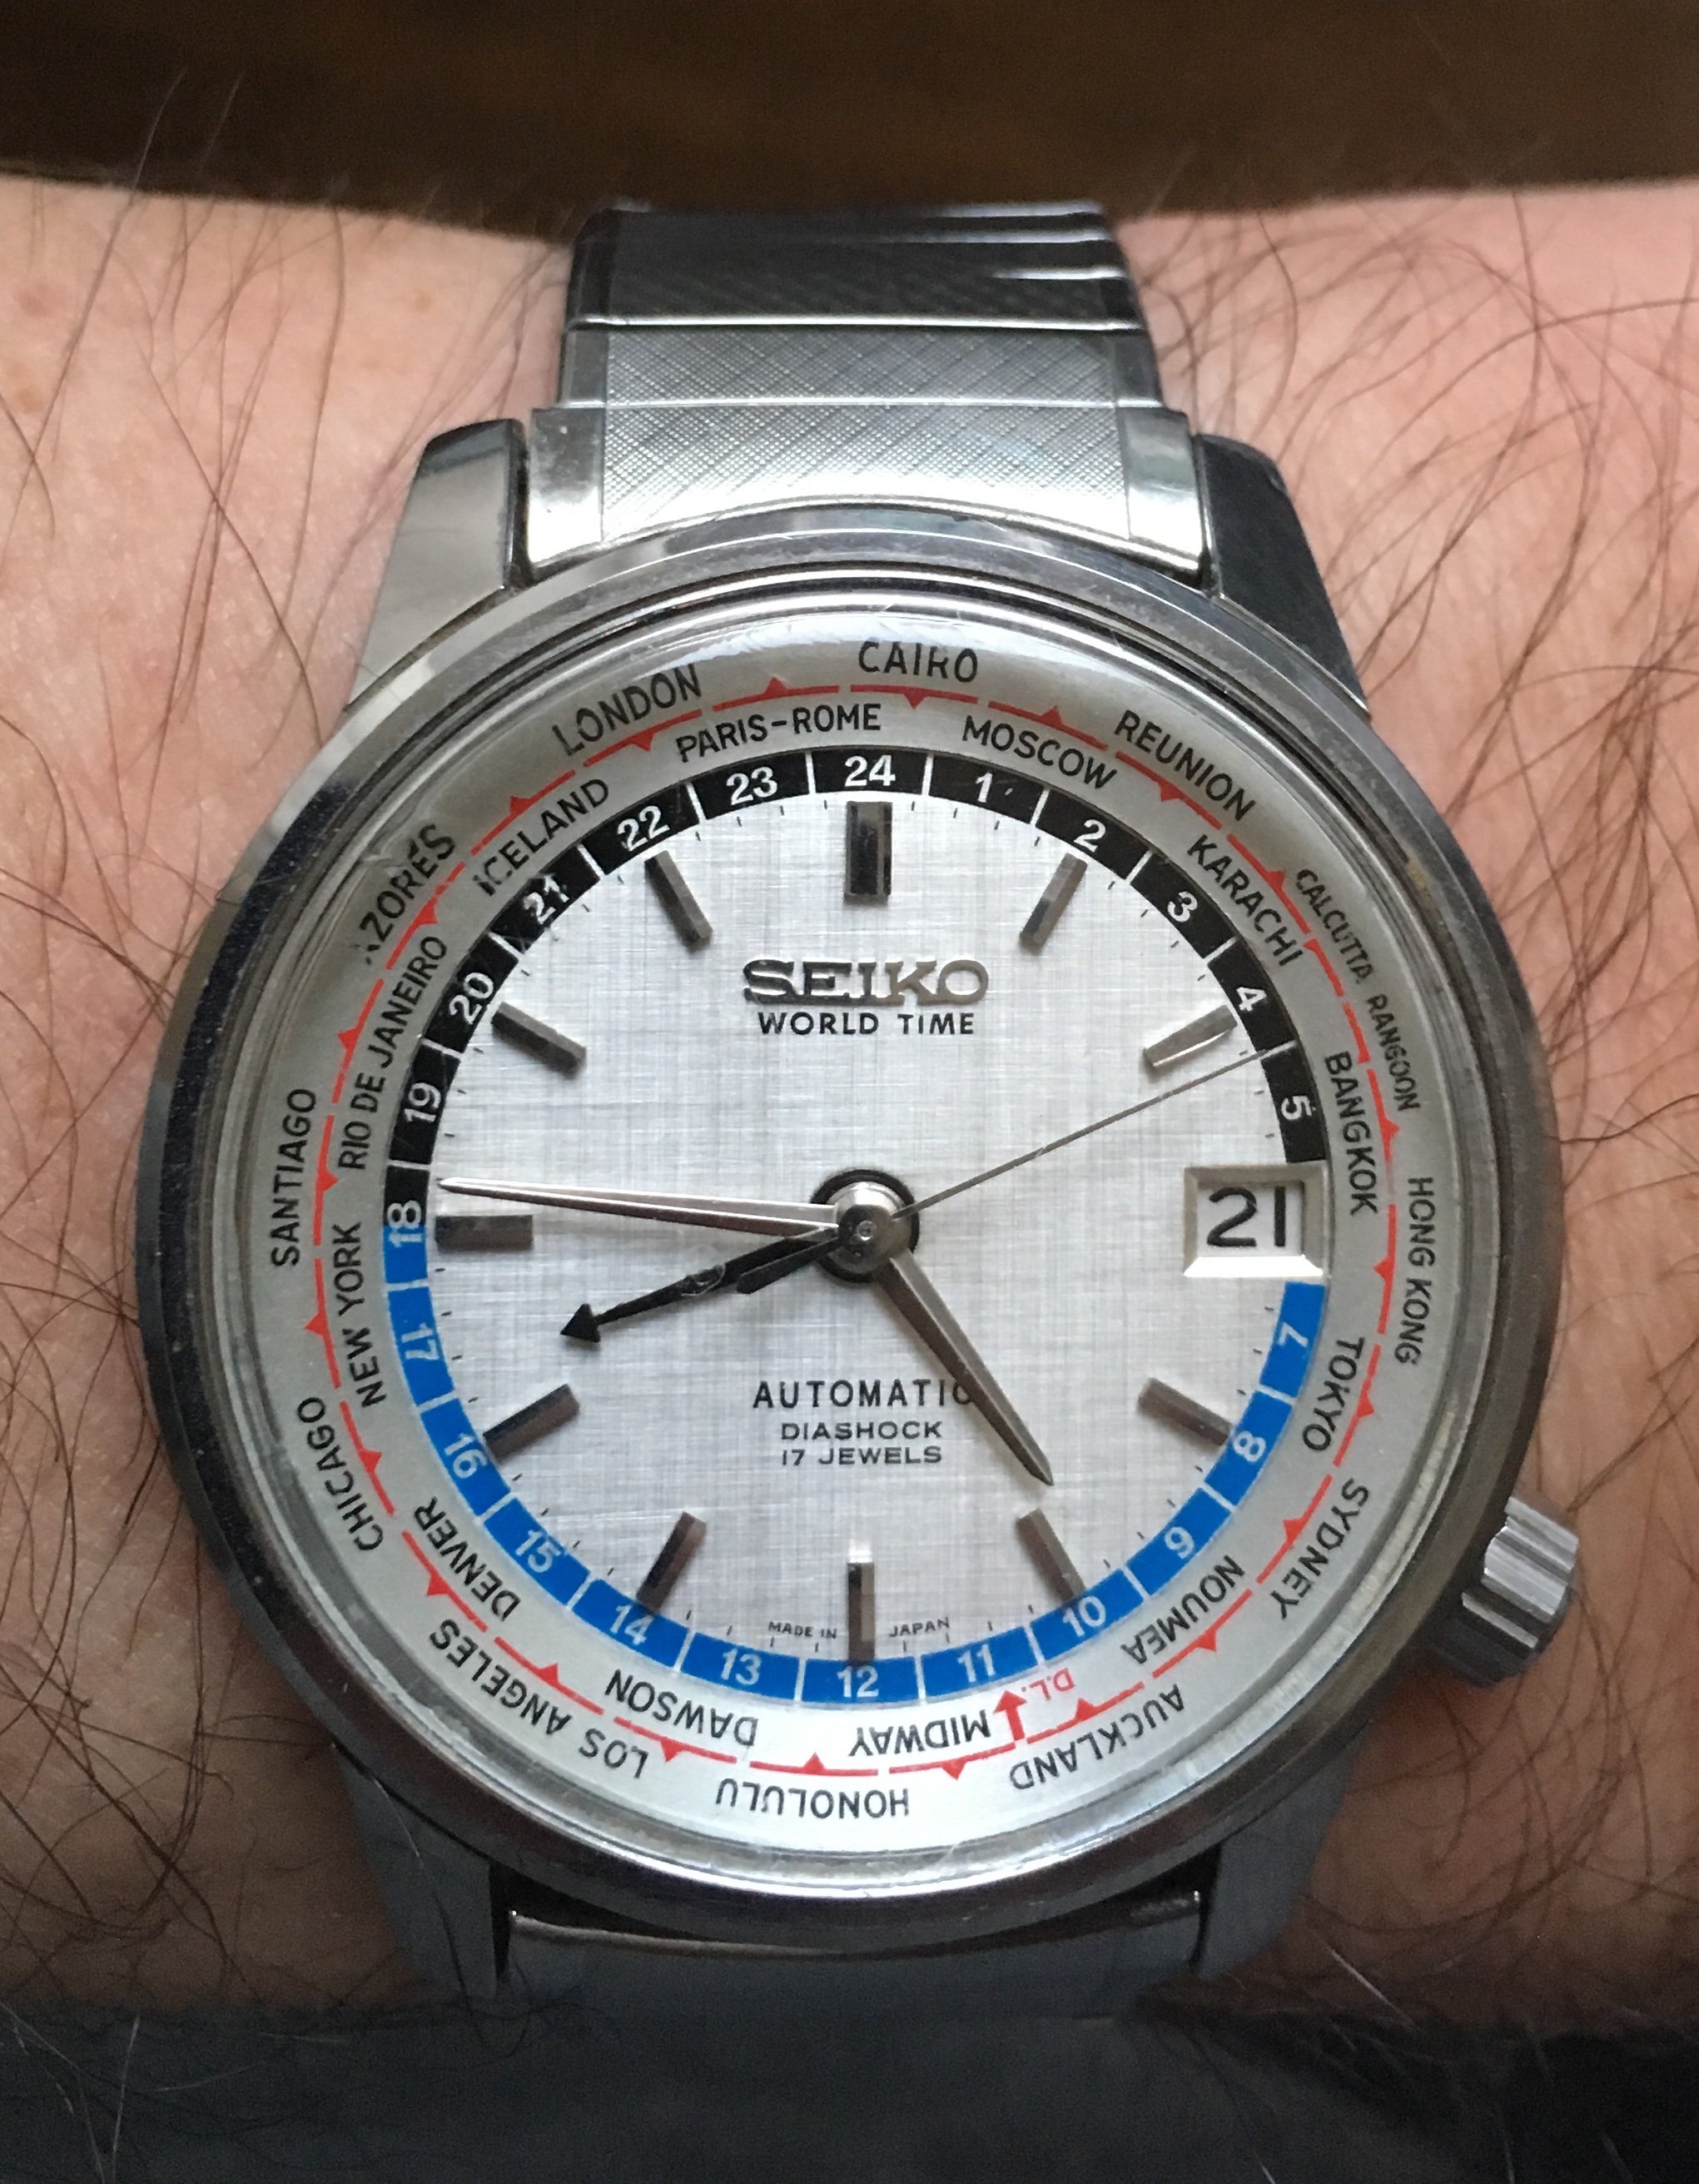 CAIRO
REUNION
CALCUTTA
RANGOON
HONG KONG
SYDNEY
AUCKLAND
HONOLULU
LOS ANGELES
CHICAGO
SANTIAGO
AZORES
LONDON
PARIS-ROME
MOSCOW
KARACHI
BANGKOK
TOKYO
NOUMEA
D.L.
MIDWAY
DAWSON
DENVER
NEW YORK
RIO DE JANEIRO
ICELAND
24
1
2
3
4
5
7
8
9
10
11
12
13
14
15
16
17
18
19
20
21
22
23
SEIKO
WORLD TIME
21
AUTOMATIC
DIASHOCK
17 JEWELS
MADE IN JAPAN